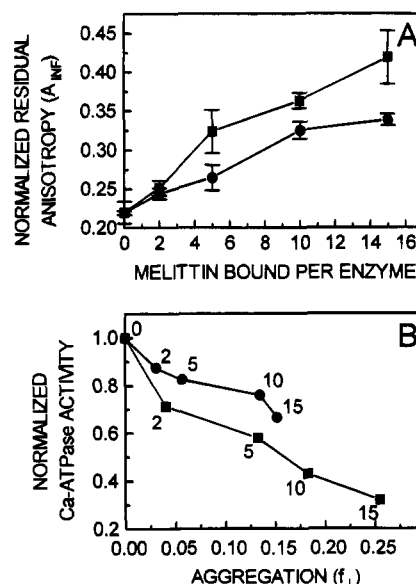 A
NORMALIZED RESIDUAL
ANIISOTROPY (A_INF)
0.45
0.40
0.35
0.30
0.25
0.20
0 2 4 6 8 10 12 14 16
MELITTIN BOUND PER ENZYME
B
NORMALIZED
Ca-ATPase ACTIVITY
1.0
0.8
0.6
0.4
0.2
0
2
5
10
15
2
5
10
15
0.00 0.05 0.10 0.15 0.20 0.25 0.30